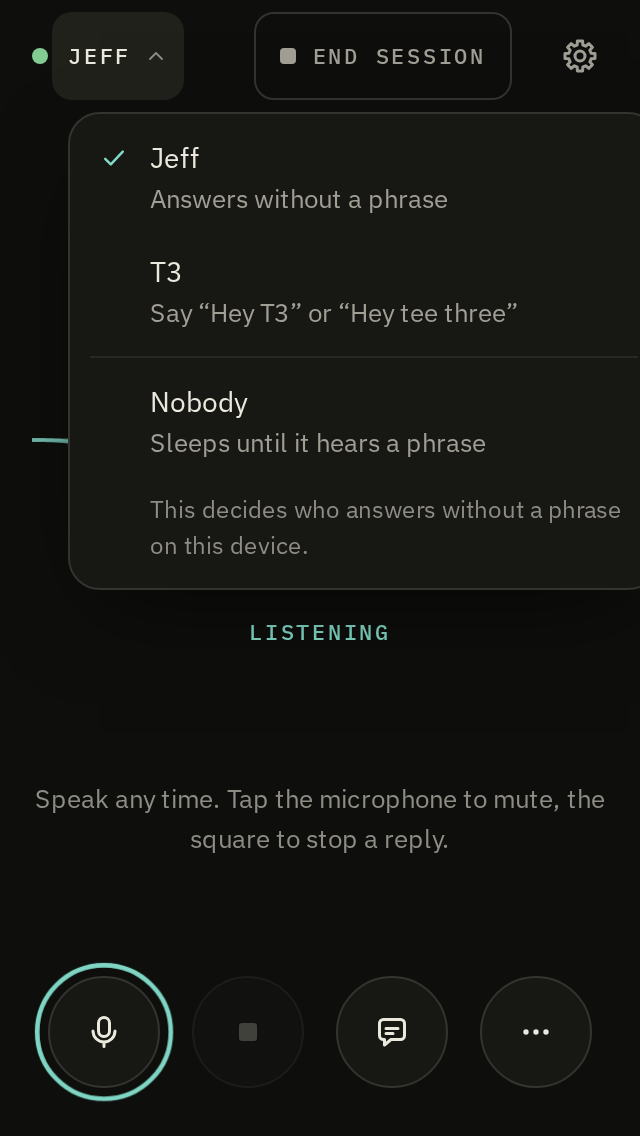 JEFF
END SESSION
Jeff
Answers without a phrase
T3
Say “Hey T3” or “Hey tee three”
Nobody
Sleeps until it hears a phrase
This decides who answers without a phrase
on this device.
LISTENING
Speak any time. Tap the microphone to mute, the
square to stop a reply.